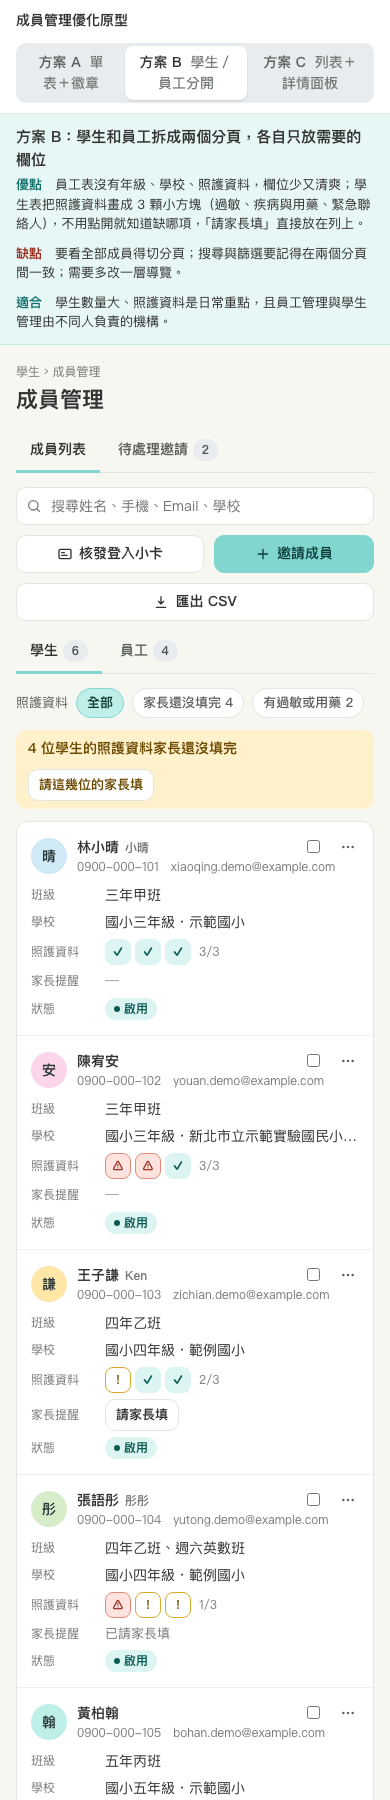 成員管理優化原型
方案 A 單表＋徽章
方案 B 學生 / 員工分開
方案 C 列表＋詳情面板
方案 B：學生和員工拆成兩個分頁，各自只放需要的
欄位
優點 員工表沒有年級、學校、照護資料，欄位少又清爽；學
生表把照護資料畫成 3 顆小方塊（過敏、疾病與用藥、緊急聯
絡人），不用點開就知道缺哪項，「請家長填」直接放在列上。
缺點 要看全部成員得切分頁；搜尋與篩選要記得在兩個分頁
間一致；需要多改一層導覽。
適合 學生數量大、照護資料是日常重點，且員工管理與學生
管理由不同人負責的機構。
學生 › 成員管理
成員管理
成員列表 待處理邀請 2
搜尋姓名、手機、Email、學校
核發登入小卡 ＋ 邀請成員
匯出 CSV
學生 6 員工 4
照護資料 全部 家長還沒填完 4 有過敏或用藥 2
4 位學生的照護資料家長還沒填完
請這幾位的家長填
晴 林小晴 小晴
0900-000-101 xiaoqing.demo@example.com
班級 三年甲班
學校 國小三年級・示範國小
照護資料 3/3
家長提醒 —
狀態 啟用
安 陳宥安
0900-000-102 youan.demo@example.com
班級 三年甲班
學校 國小三年級・新北市立示範實驗國民小...
照護資料 3/3
家長提醒 —
狀態 啟用
謙 王子謙 Ken
0900-000-103 zichian.demo@example.com
班級 四年乙班
學校 國小四年級・範例國小
照護資料 ! 2/3
家長提醒 請家長填
狀態 啟用
彤 張語彤 彤彤
0900-000-104 yutong.demo@example.com
班級 四年乙班、週六英數班
學校 國小四年級・範例國小
照護資料 ! ! 1/3
家長提醒 已請家長填
狀態 啟用
翰 黃柏翰
0900-000-105 bohan.demo@example.com
班級 五年丙班
學校 國小五年級・示範國小